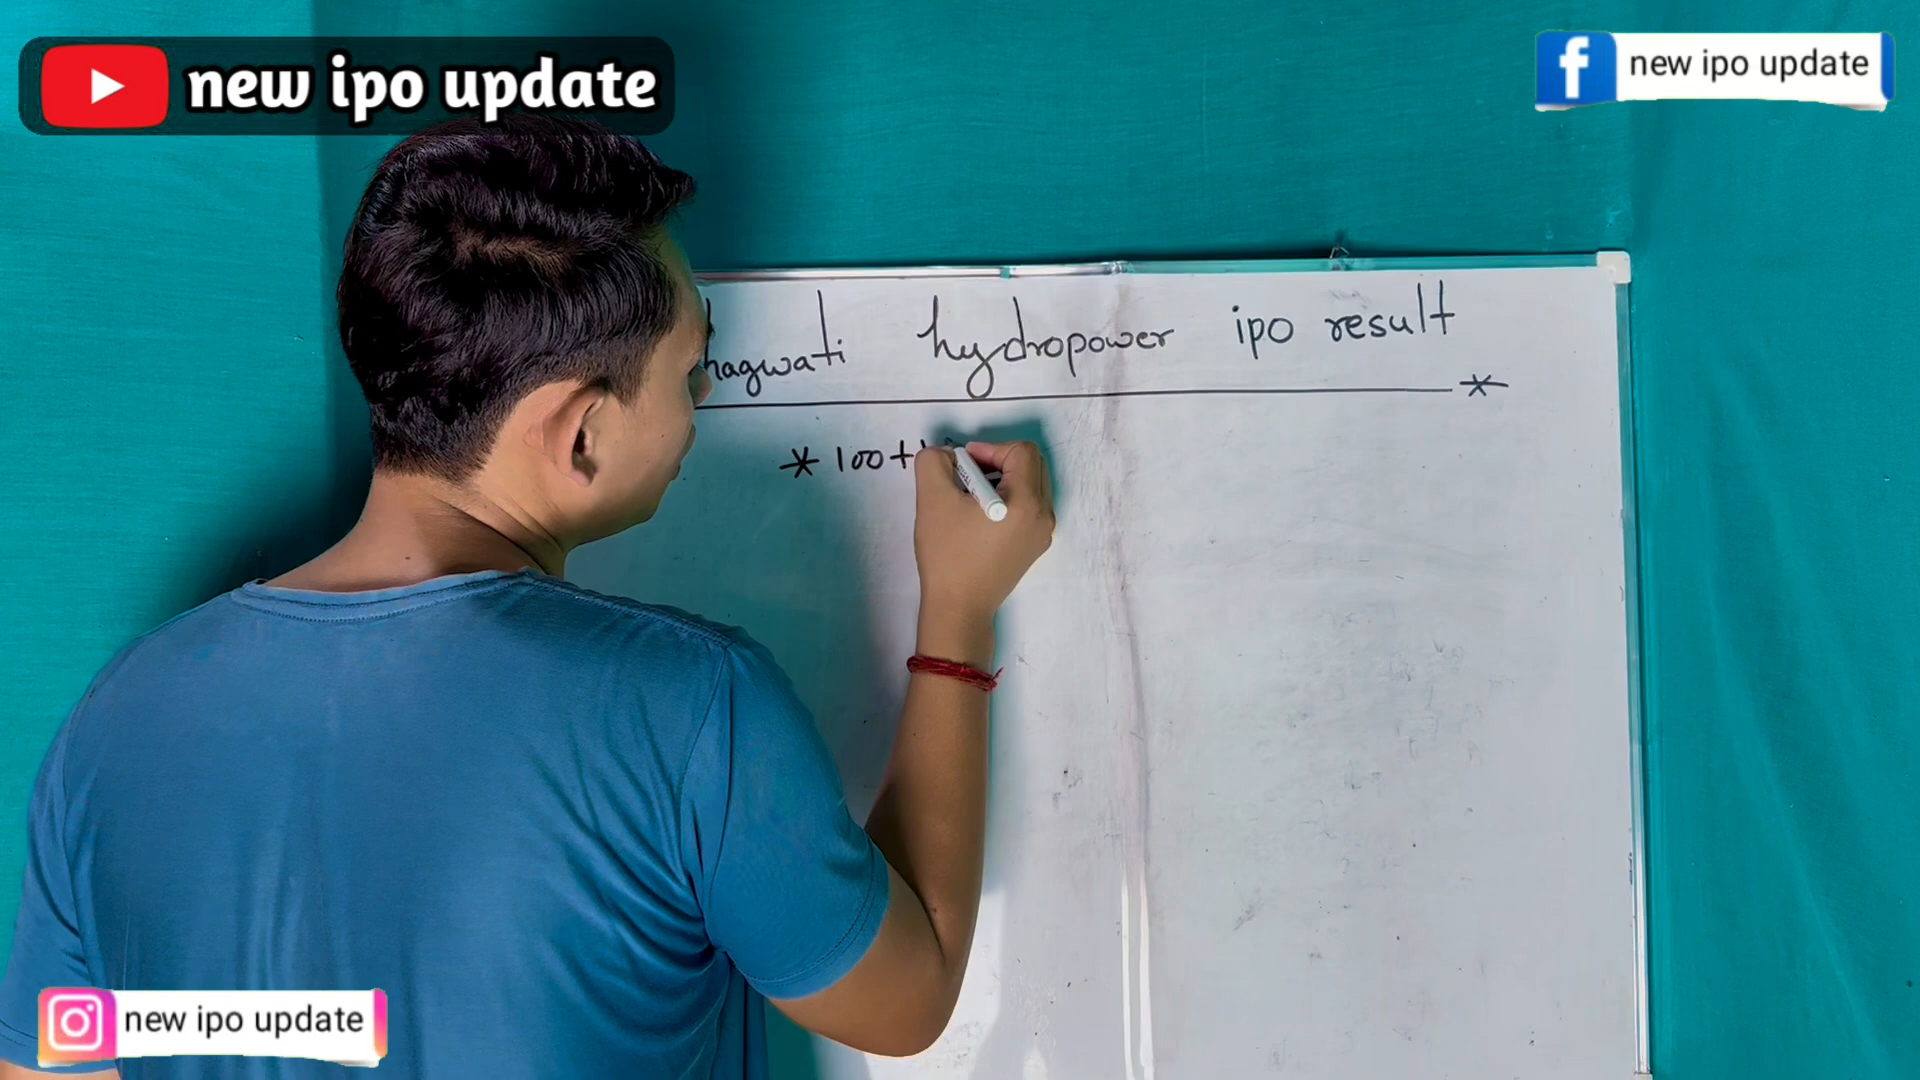 new ipo update
new ipo update
hagwati hydropower ipo result
* 100+
new ipo update